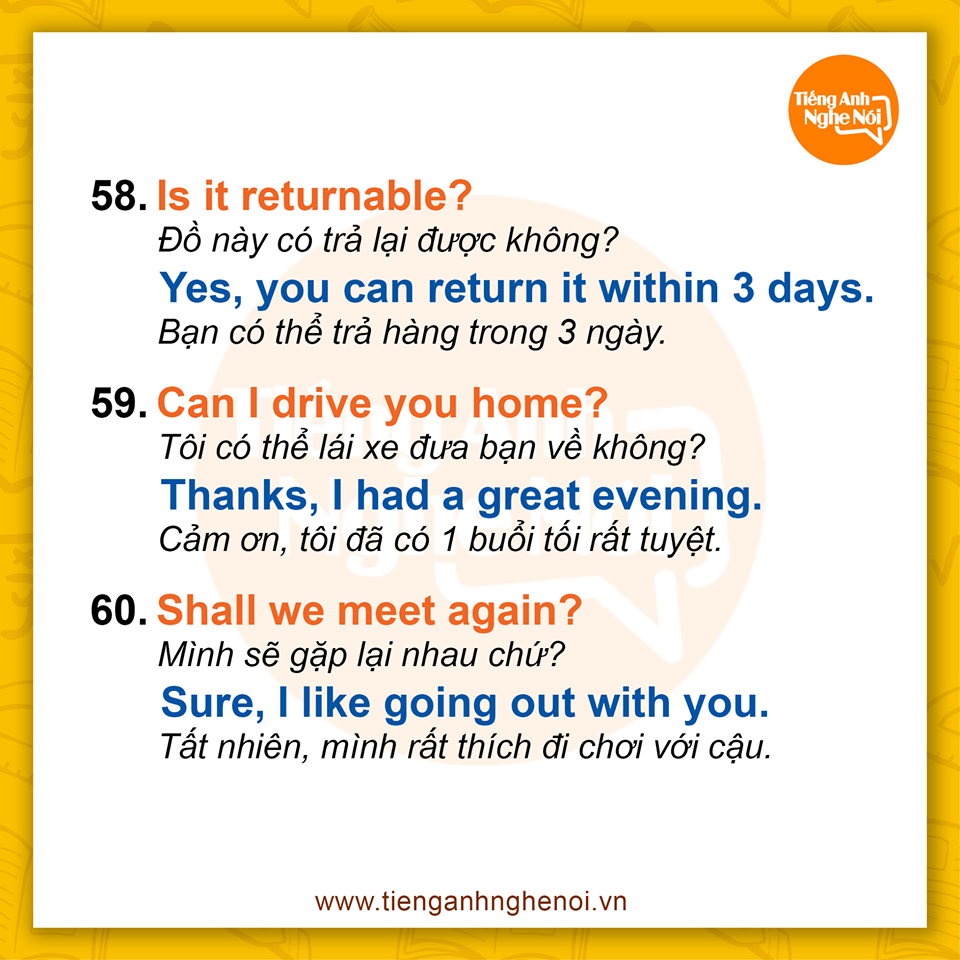 Tiếng Anh
Nghe Nói
58. Is it returnable?
Đồ này có trả lại được không?
Yes, you can return it within 3 days.
Bạn có thể trả hàng trong 3 ngày.
59. Can I drive you home?
Tôi có thể lái xe đưa bạn về không?
Thanks, I had a great evening.
Cảm ơn, tôi đã có 1 buổi tối rất tuyệt.
60. Shall we meet again?
Mình sẽ gặp lại nhau chứ?
Sure, I like going out with you.
Tất nhiên, mình rất thích đi chơi với cậu.
www.tienganhnghenoi.vn